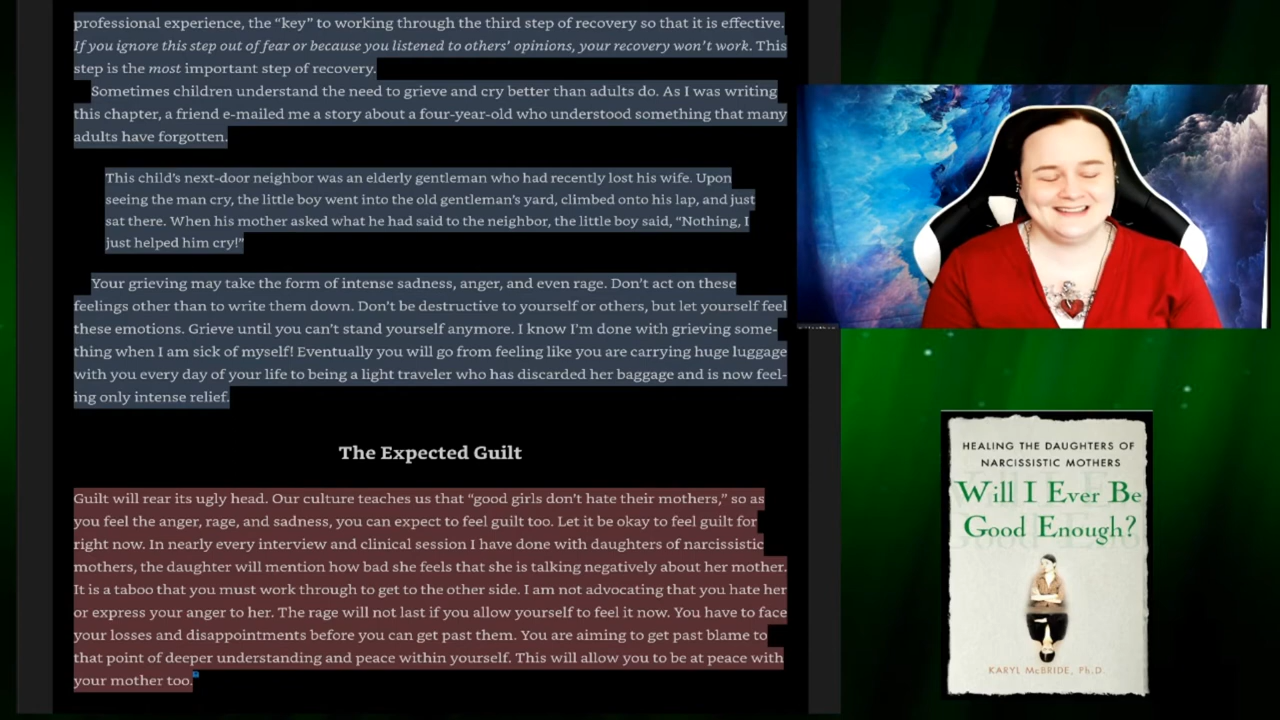 professional experience, the “key” to working through the third step of recovery so that it is effective.
If you ignore this step out of fear or because you listened to others’ opinions, your recovery won’t work. This
step is the most important step of recovery.
Sometimes children understand the need to grieve and cry better than adults do. As I was writing
this chapter, a friend e-mailed me a story about a four-year-old who understood something that many
adults have forgotten.
This child’s next-door neighbor was an elderly gentleman who had recently lost his wife. Upon
seeing the man cry, the little boy went into the old gentleman’s yard, climbed onto his lap, and just
sat there. When his mother asked what he had said to the neighbor, the little boy said, “Nothing, I
just helped him cry!”
Your grieving may take the form of intense sadness, anger, and even rage. Don’t act on these
feelings other than to write them down. Don’t be destructive to yourself or others, but let yourself feel
these emotions. Grieve until you can’t stand yourself anymore. I know I’m done with grieving some-
thing when I am sick of myself! Eventually you will go from feeling like you are carrying huge luggage
with you every day of your life to being a light traveler who has discarded her baggage and is now feel-
ing only intense relief.
The Expected Guilt
Guilt will rear its ugly head. Our culture teaches us that “good girls don’t hate their mothers,” so as
you feel the anger, rage, and sadness, you can expect to feel guilt too. Let it be okay to feel guilt for
right now. In nearly every interview and clinical session I have done with daughters of narcissistic
mothers, the daughter will mention how bad she feels that she is talking negatively about her mother.
It is a taboo that you must work through to get to the other side. I am not advocating that you hate her
or express your anger to her. The rage will not last if you allow yourself to feel it now. You have to face
your losses and disappointments before you can get past them. You are aiming to get past blame to
that point of deeper understanding and peace within yourself. This will allow you to be at peace with
your mother too.
HEALING THE DAUGHTERS OF
NARCISSISTIC MOTHERS
Will I Ever Be
Good Enough?
KARYL McBRIDE, Ph.D.